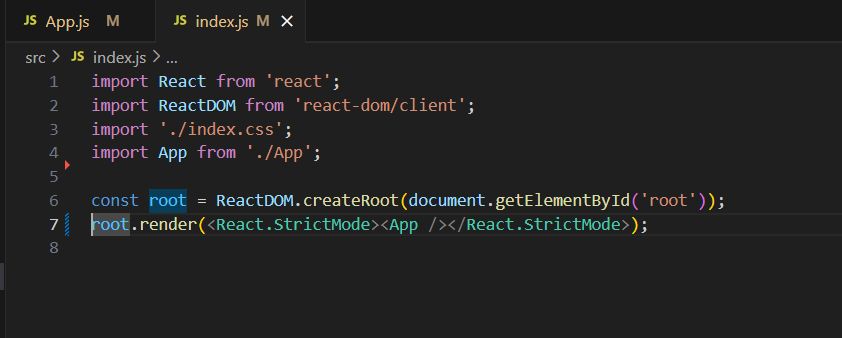 JS App.js M JS index.js M ×
src > JS index.js > ...
1 import React from 'react';
2 import ReactDOM from 'react-dom/client';
3 import './index.css';
4 import App from './App';
5
6 const root = ReactDOM.createRoot(document.getElementById('root'));
7 root.render(<React.StrictMode><App /></React.StrictMode>);
8